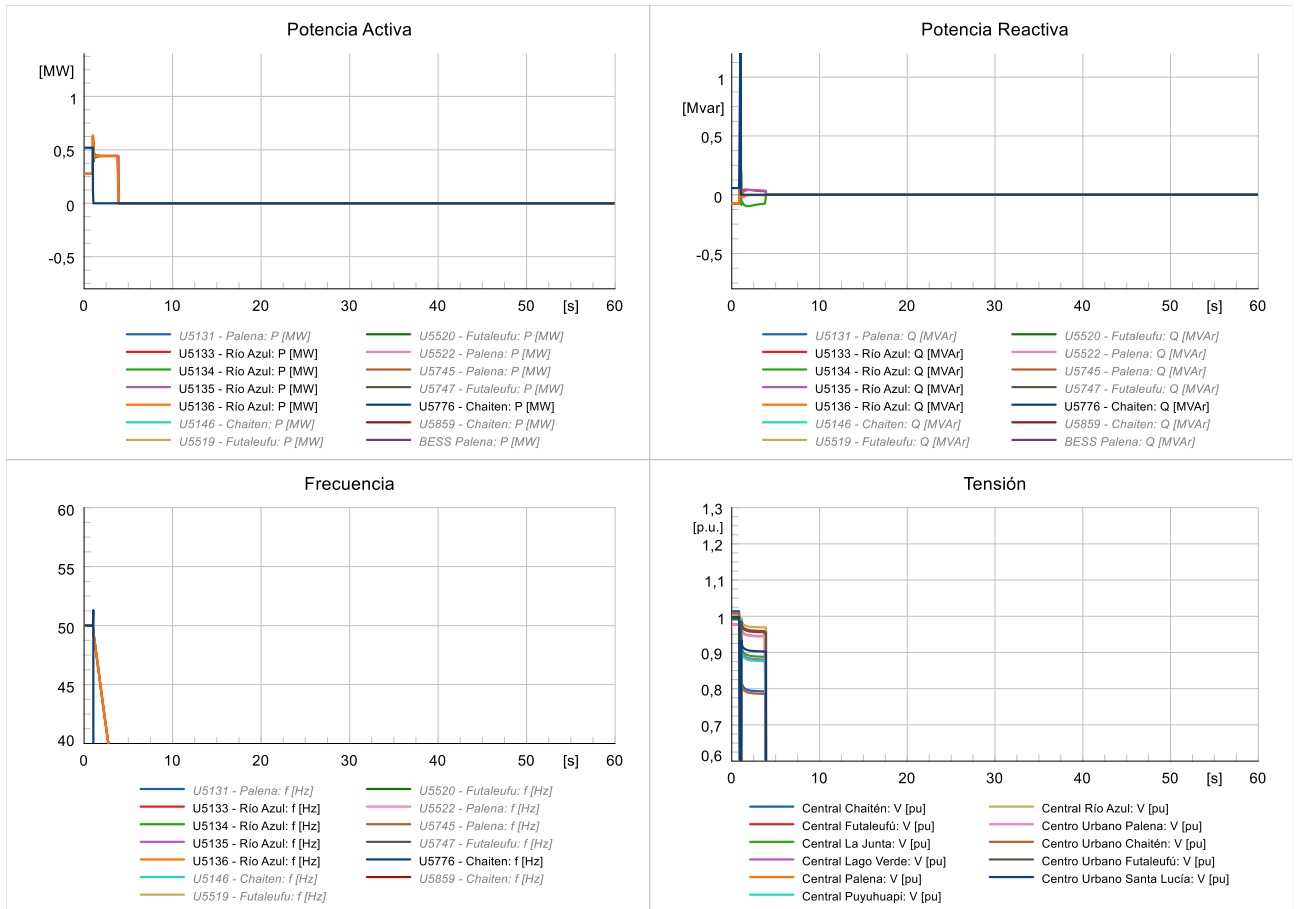 Potencia Activa
[MW]
1
0,5
0
-0,5
0 10 20 30 40 50 [s] 60
U5131 - Palena: P [MW] U5520 - Futaleufu: P [MW]
U5133 - Río Azul: P [MW] U5522 - Palena: P [MW]
U5134 - Río Azul: P [MW] U5745 - Palena: P [MW]
U5135 - Río Azul: P [MW] U5747 - Futaleufu: P [MW]
U5136 - Río Azul: P [MW] U5776 - Chaiten: P [MW]
U5146 - Chaiten: P [MW] U5859 - Chaiten: P [MW]
U5519 - Futaleufu: P [MW] BESS Palena: P [MW]
Potencia Reactiva
1
[Mvar]
0,5
0
-0,5
0 10 20 30 40 50 [s] 60
U5131 - Palena: Q [MVAr] U5520 - Futaleufu: Q [MVAr]
U5133 - Río Azul: Q [MVAr] U5522 - Palena: Q [MVAr]
U5134 - Río Azul: Q [MVAr] U5745 - Palena: Q [MVAr]
U5135 - Río Azul: Q [MVAr] U5747 - Futaleufu: Q [MVAr]
U5136 - Río Azul: Q [MVAr] U5776 - Chaiten: Q [MVAr]
U5146 - Chaiten: Q [MVAr] U5859 - Chaiten: Q [MVAr]
U5519 - Futaleufu: Q [MVAr] BESS Palena: Q [MVAr]
Frecuencia
60
55
50
45
40
0 10 20 30 40 50 [s] 60
U5131 - Palena: f [Hz] U5520 - Futaleufu: f [Hz]
U5133 - Río Azul: f [Hz] U5522 - Palena: f [Hz]
U5134 - Río Azul: f [Hz] U5745 - Palena: f [Hz]
U5135 - Río Azul: f [Hz] U5747 - Futaleufu: f [Hz]
U5136 - Río Azul: f [Hz] U5776 - Chaiten: f [Hz]
U5146 - Chaiten: f [Hz] U5859 - Chaiten: f [Hz]
U5519 - Futaleufu: f [Hz]
Tensión
1,3
[p.u.]
1,2
1,1
1
0,9
0,8
0,7
0,6
0 10 20 30 40 50 [s] 60
Central Chaitén: V [pu] Central Río Azul: V [pu]
Central Futaleufú: V [pu] Centro Urbano Palena: V [pu]
Central La Junta: V [pu] Centro Urbano Chaitén: V [pu]
Central Lago Verde: V [pu] Centro Urbano Futaleufú: V [pu]
Central Palena: V [pu] Centro Urbano Santa Lucía: V [pu]
Central Puyuhuapi: V [pu]